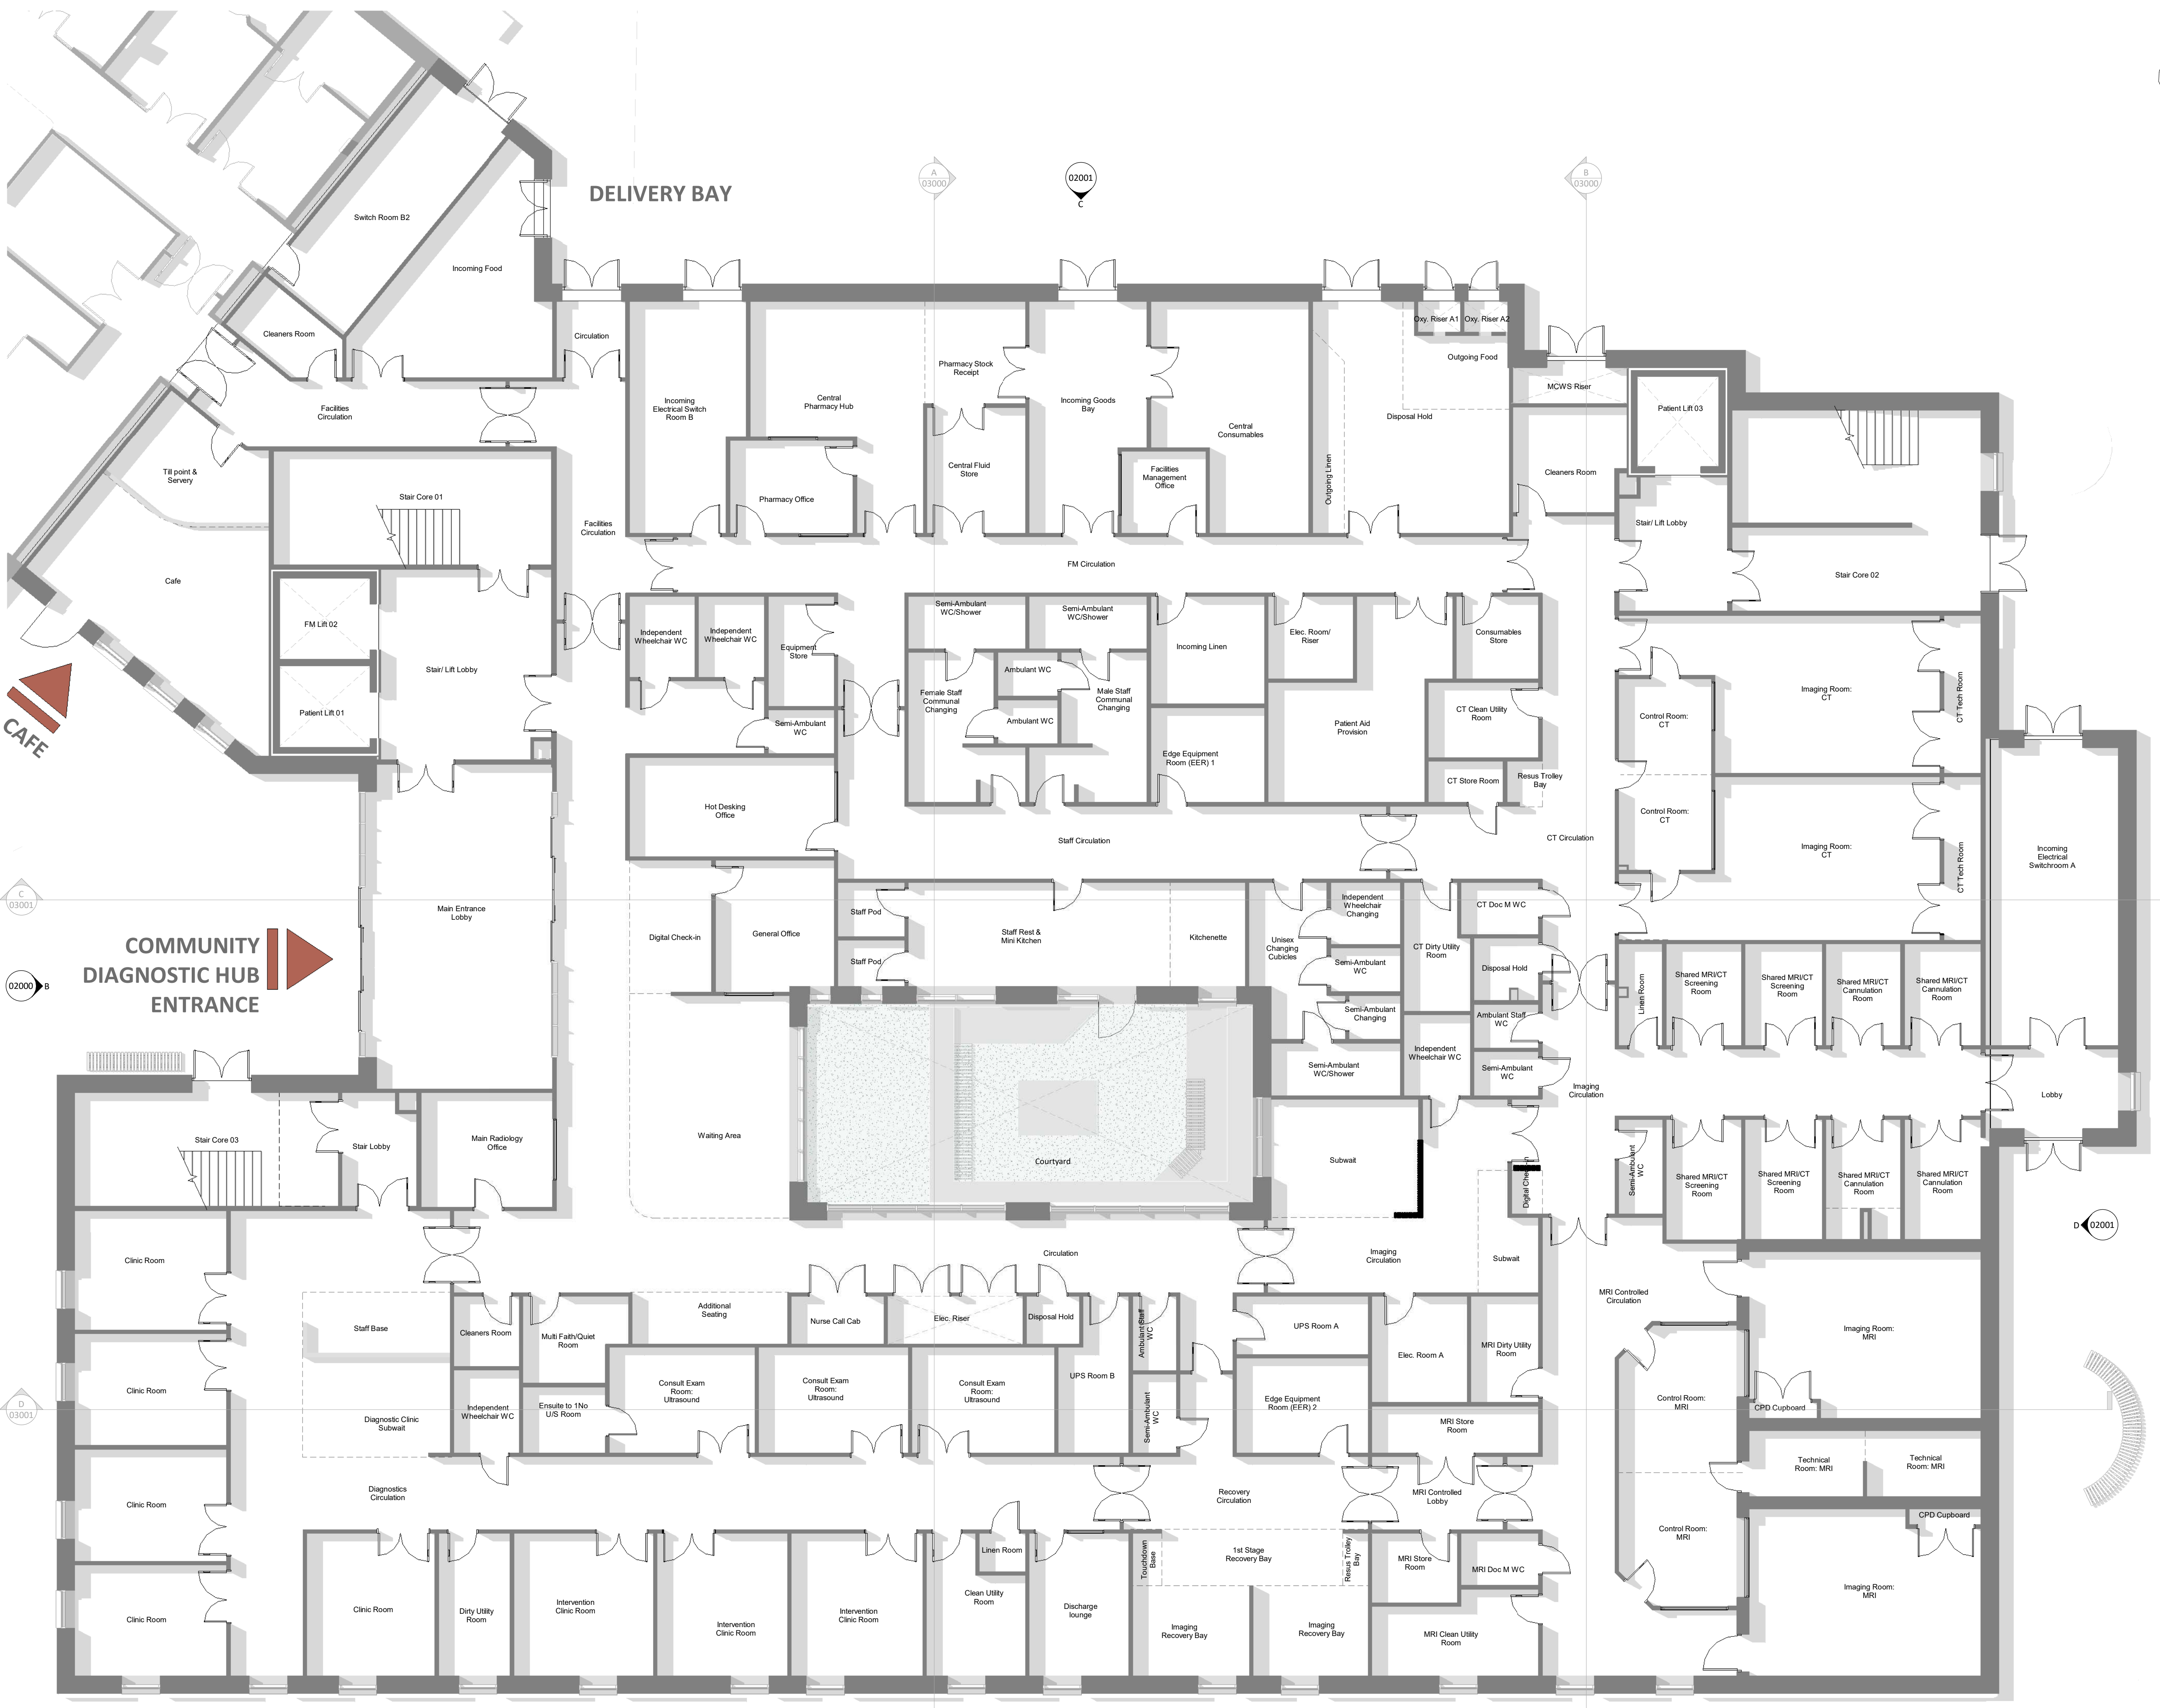 DELIVERY BAY
A
03000
02001
C
B
03000
Switch Room B2
Incoming Food
Cleaners Room
Circulation
Facilities
Circulation
Till point &
Servery
Cafe
Stair Core 01
Facilities
Circulation
FM Lift 02
Patient Lift 01
Stair/ Lift Lobby
CAFE
Incoming
Electrical Switch
Room B
Central
Pharmacy Hub
Pharmacy Office
Pharmacy Stock
Receipt
Central Fluid
Store
Incoming Goods
Bay
Facilities
Management
Office
Central
Consumables
Outgoing Linen
Disposal Hold
Oxy. Riser A1
Oxy. Riser A2
Outgoing Food
MCWS Riser
Patient Lift 03
Cleaners Room
Stair/ Lift Lobby
Stair Core 02
FM Circulation
Independent
Wheelchair WC
Independent
Wheelchair WC
Equipment
Store
Semi-Ambulant
WC
Semi-Ambulant
WC/Shower
Semi-Ambulant
WC/Shower
Female Staff
Communal
Changing
Ambulant WC
Ambulant WC
Male Staff
Communal
Changing
Incoming Linen
Edge Equipment
Room (EER) 1
Elec. Room/
Riser
Patient Aid
Provision
Consumables
Store
CT Clean Utility
Room
CT Store Room
Resus Trolley
Bay
Control Room:
CT
Control Room:
CT
Imaging Room:
CT
CT Tech Room
Imaging Room:
CT
CT Tech Room
Incoming
Electrical
Switchroom A
Hot Desking
Office
Staff Circulation
CT Circulation
C
03001
Main Entrance
Lobby
COMMUNITY
DIAGNOSTIC HUB
ENTRANCE
02000
B
Digital Check-in
General Office
Staff Pod
Staff Pod
Staff Rest &
Mini Kitchen
Kitchenette
Unisex
Changing
Cubicles
Independent
Wheelchair
Changing
Semi-Ambulant
WC
Semi-Ambulant
Changing
Semi-Ambulant
WC/Shower
CT Dirty Utility
Room
Independent
Wheelchair WC
CT Doc M WC
Disposal Hold
Ambulant Staff
WC
Semi-Ambulant
WC
Imaging
Circulation
Linen Room
Shared MRI/CT
Screening
Room
Shared MRI/CT
Screening
Room
Shared MRI/CT
Cannulation
Room
Shared MRI/CT
Cannulation
Room
Lobby
Stair Core 03
Stair Lobby
Main Radiology
Office
Waiting Area
Courtyard
Subwait
Digital Check-in
Semi-Ambulant
WC
Shared MRI/CT
Screening
Room
Shared MRI/CT
Screening
Room
Shared MRI/CT
Cannulation
Room
Shared MRI/CT
Cannulation
Room
D
02001
Clinic Room
Circulation
Imaging
Circulation
Subwait
MRI Controlled
Circulation
Staff Base
Cleaners Room
Multi Faith/Quiet
Room
Additional
Seating
Nurse Call Cab
Elec. Riser
Disposal Hold
Ambulant Staff
WC
UPS Room A
Elec. Room A
MRI Dirty Utility
Room
Imaging Room:
MRI
D
03001
Clinic Room
Diagnostic Clinic
Subwait
Independent
Wheelchair WC
Ensuite to 1No
U/S Room
Consult Exam
Room:
Ultrasound
Consult Exam
Room:
Ultrasound
Consult Exam
Room:
Ultrasound
UPS Room B
Semi-Ambulant
WC
Edge Equipment
Room (EER) 2
MRI Store
Room
Control Room:
MRI
CPD Cupboard
Clinic Room
Diagnostics
Circulation
Recovery
Circulation
MRI Controlled
Lobby
Technical
Room: MRI
Technical
Room: MRI
Control Room:
MRI
CPD Cupboard
Clinic Room
Clinic Room
Dirty Utility
Room
Intervention
Clinic Room
Intervention
Clinic Room
Intervention
Clinic Room
Linen Room
Clean Utility
Room
Discharge
lounge
Touchdown
Base
1st Stage
Recovery Bay
Resus Trolley
Bay
Imaging
Recovery Bay
Imaging
Recovery Bay
MRI Store
Room
MRI Doc M WC
MRI Clean Utility
Room
Imaging Room:
MRI